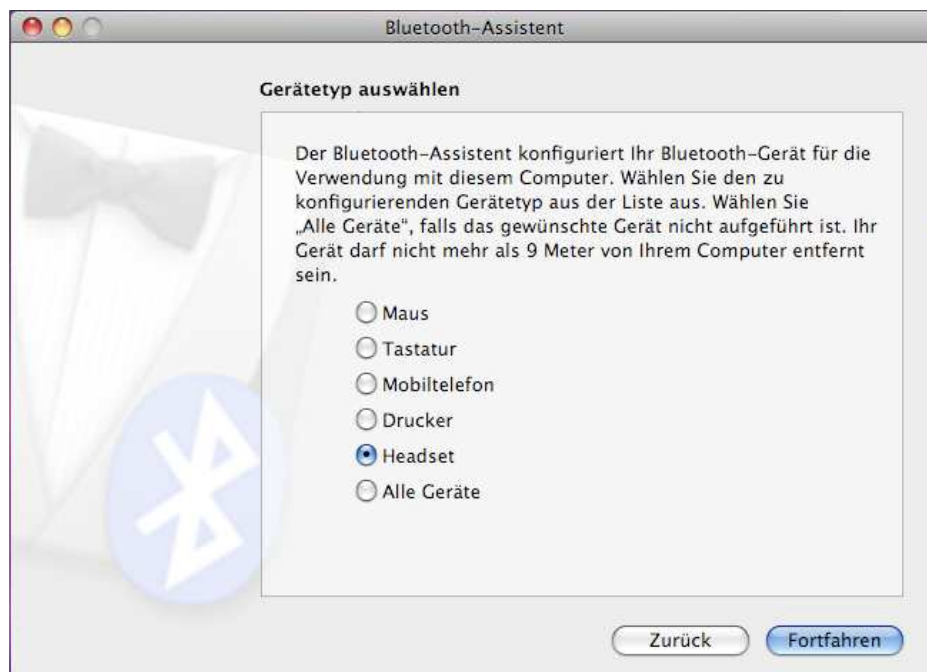 Bluetooth-Assistent
Gerätetyp auswählen
Der Bluetooth-Assistent konfiguriert Ihr Bluetooth-Gerät für die
Verwendung mit diesem Computer. Wählen Sie den zu
konfigurierenden Gerätetyp aus der Liste aus. Wählen Sie
„Alle Geräte“, falls das gewünschte Gerät nicht aufgeführt ist. Ihr
Gerät darf nicht mehr als 9 Meter von Ihrem Computer entfernt
sein.
Maus
Tastatur
Mobiltelefon
Drucker
Headset
Alle Geräte
Zurück
Fortfahren